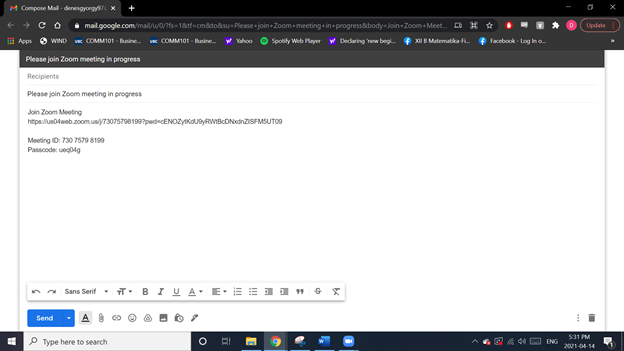 Compose Mail - denesgyorgy97@
mail.google.com/mail/u/0/?fs=1&tf=cm&to&su=Please+join+Zoom+meeting+in+progress&body=Join+Zoom+Meet...
D
Update
Apps
WIND
COMM101 - Busine...
COMM101 - Busine...
Yahoo
Spotify Web Player
Declaring 'new begi...
XII B Matematika-Fi...
Facebook - Log In o...
Please join Zoom meeting in progress
Recipients
Please join Zoom meeting in progress
Join Zoom Meeting
https://us04web.zoom.us/j/73075798199?pwd=cENOZytKdU9yRWtBcDNxdnZISFM5UT09
Meeting ID: 730 7579 8199
Passcode: ueq04g
Sans Serif
Send
Type here to search
ENG
5:31 PM
2021-04-14